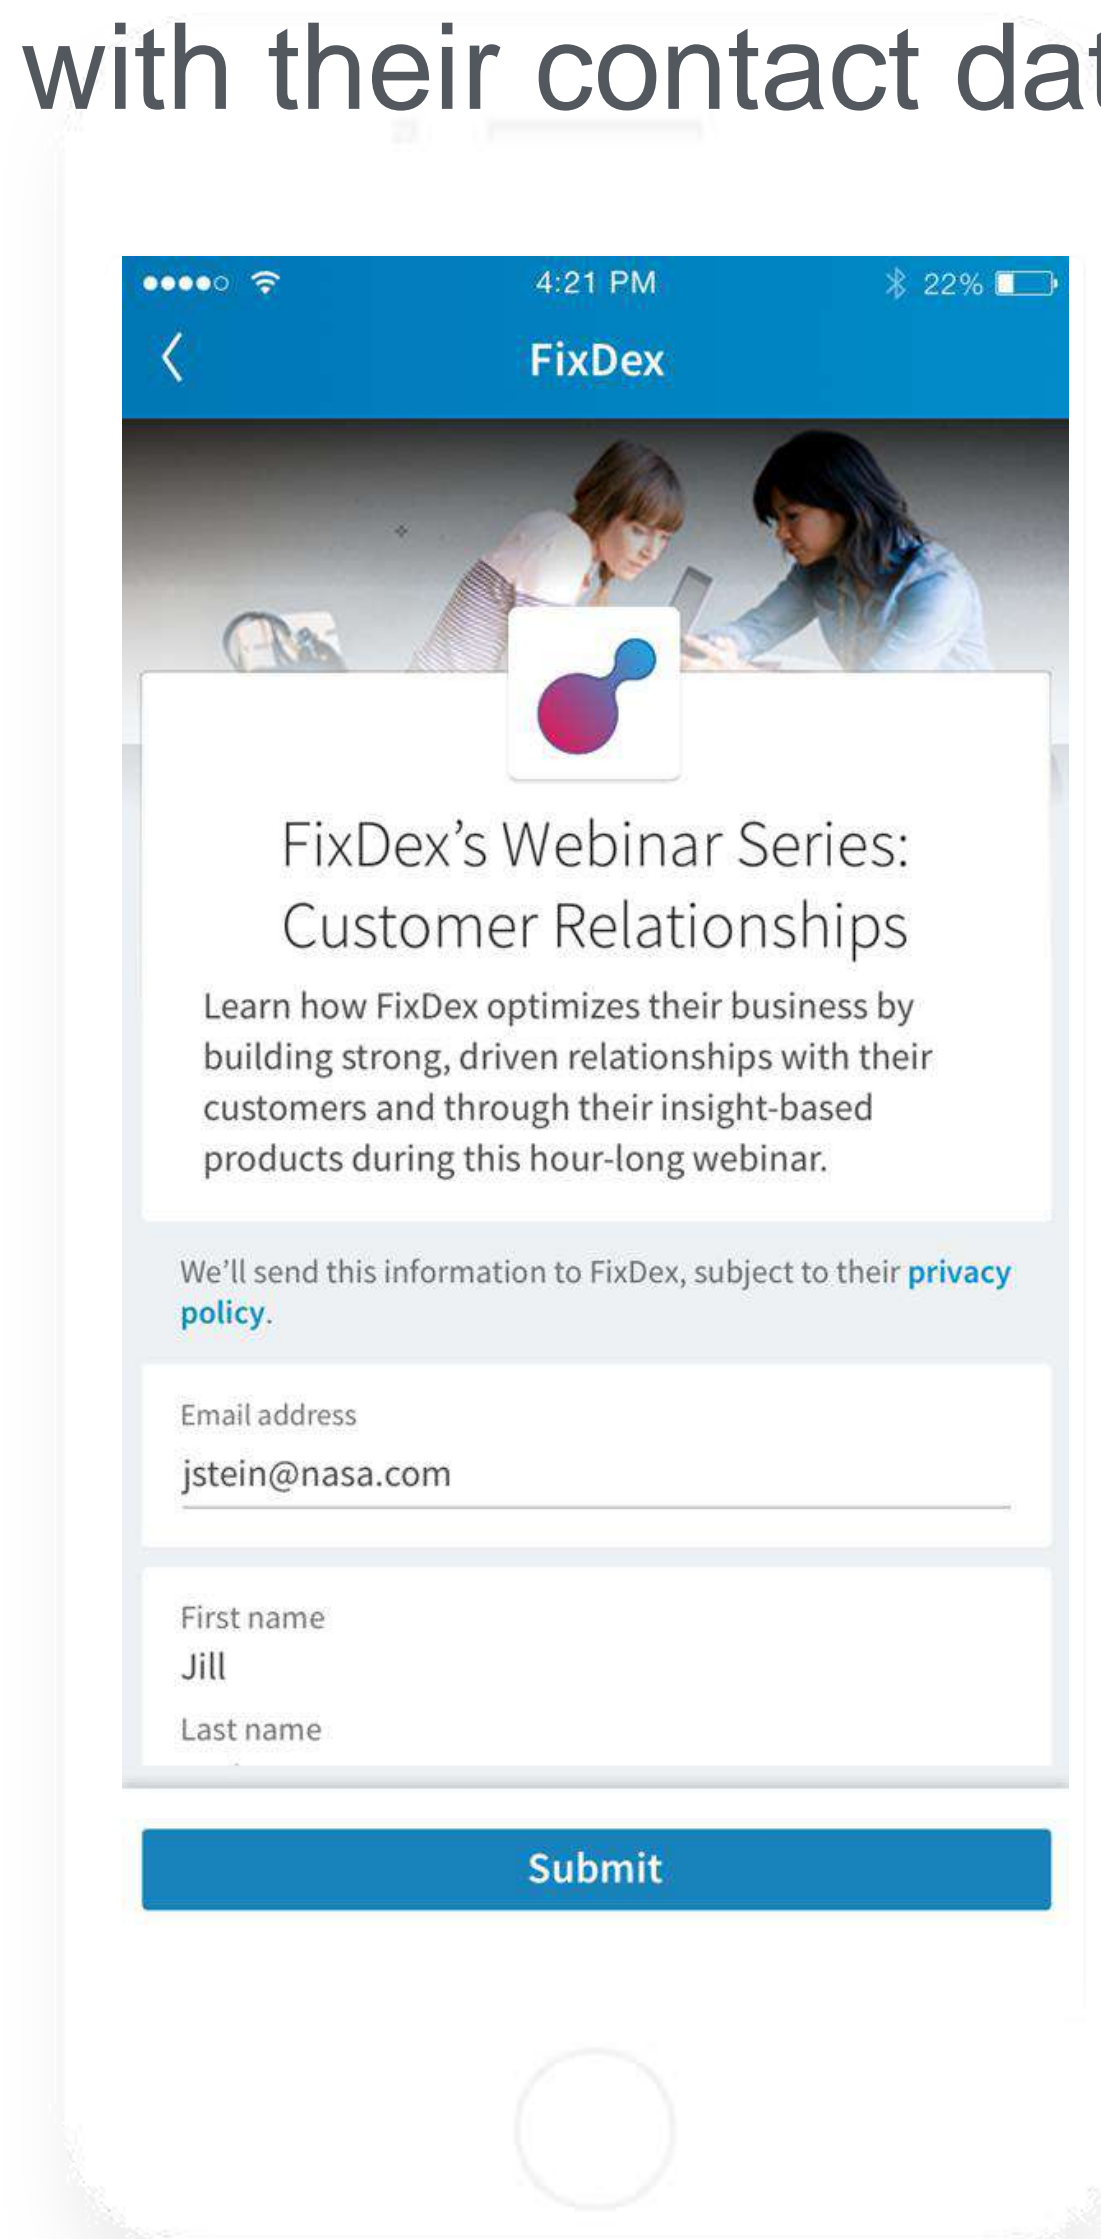 with their contact dat
4:21 PM
22%
FixDex
FixDex’s Webinar Series:
Customer Relationships
Learn how FixDex optimizes their business by
building strong, driven relationships with their
customers and through their insight-based
products during this hour-long webinar.
We’ll send this information to FixDex, subject to their privacy
policy.
Email address
jstein@nasa.com
First name
Jill
Last name
Submit